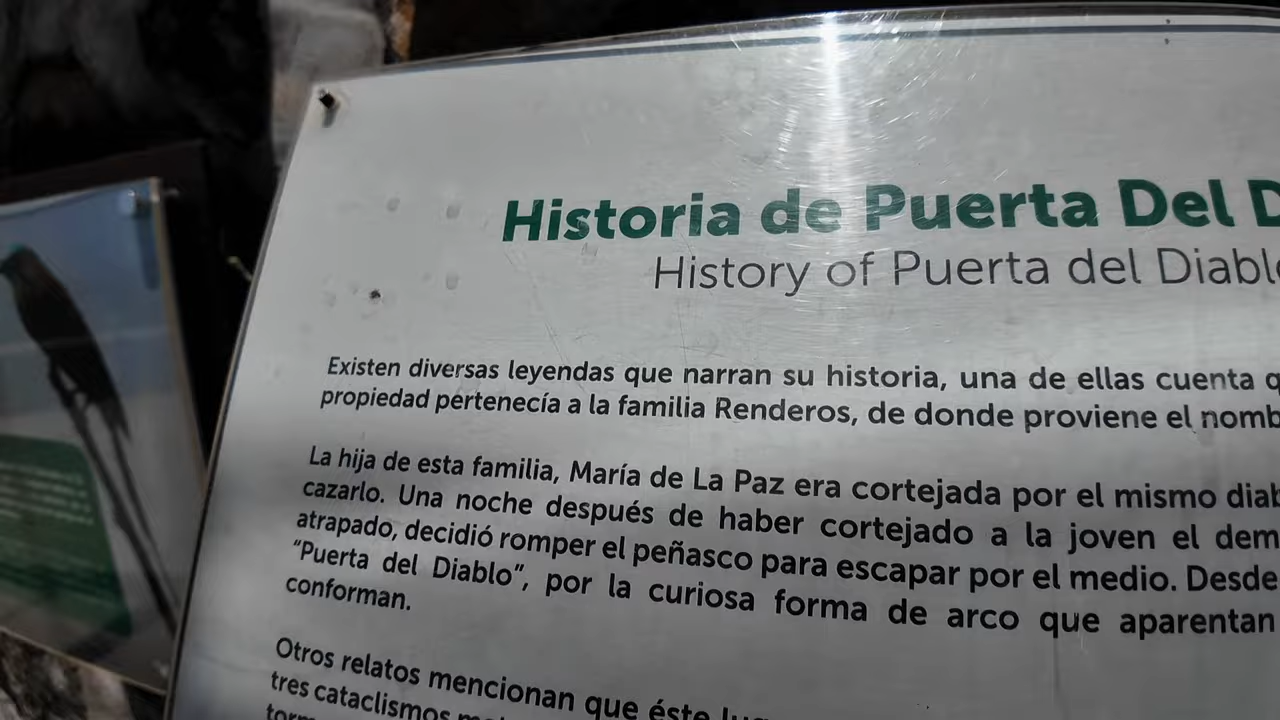 Historia de Puerta Del D
History of Puerta del Diablo
Existen diversas leyendas que narran su historia, una de ellas cuenta q
propiedad pertenecía a la familia Renderos, de donde proviene el nomb
La hija de esta familia, María de La Paz era cortejada por el mismo diab
cazarlo. Una noche después de haber cortejado a la joven el dem
atrapado, decidió romper el peñasco para escapar por el medio. Desde
"Puerta del Diablo", por la curiosa forma de arco que aparentan
conforman.
Otros relatos mencionan que éste
tres cataclismos